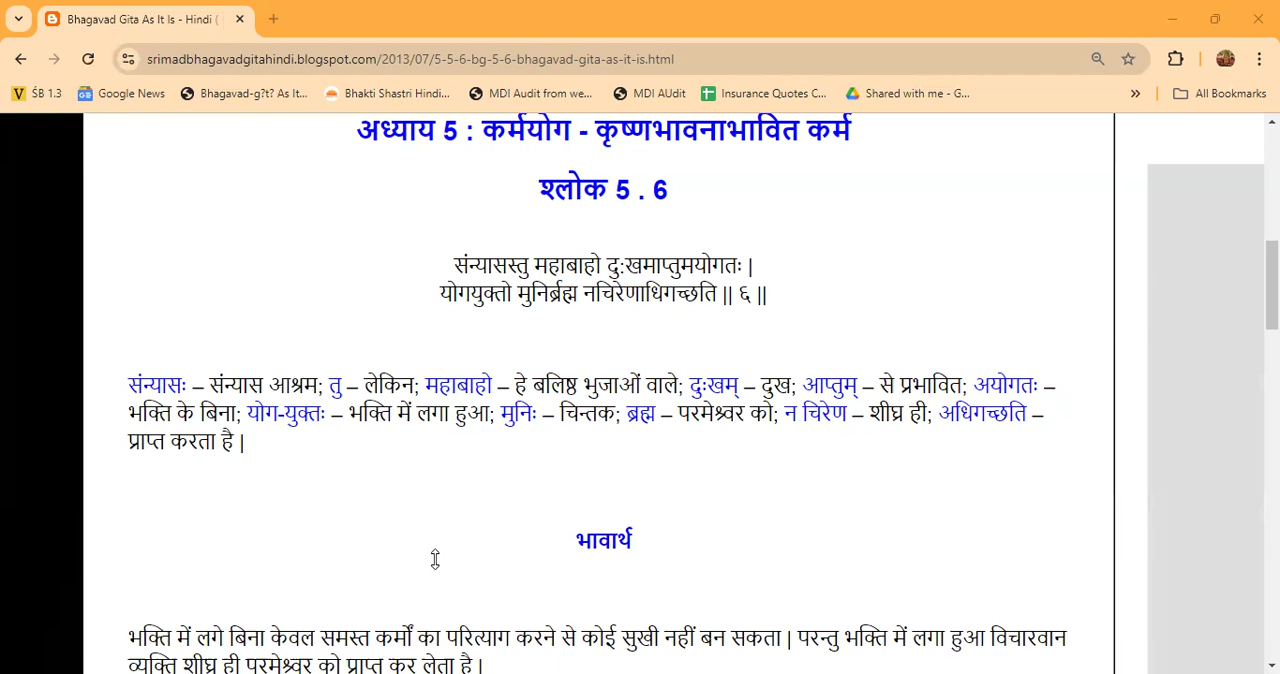 Bhagavad Gita As It Is - Hindi (
srimadbhagavadgitahindi.blogspot.com/2013/07/5-5-6-bg-5-6-bhagavad-gita-as-it-is.html
ŚB 1.3 Google News Bhagavad-g?t? As It... Bhakti Shastri Hindi... MDI Audit from we... MDI AUdit Insurance Quotes C... Shared with me - G... » All Bookmarks
अध्याय 5 : कर्मयोग - कृष्णभावनाभावित कर्म
श्लोक 5 . 6
संन्यासस्तु महाबाहो दुःखमाप्तुमयोगतः |
योगयुक्तो मुनिर्ब्रह्म नचिरेणाधिगच्छति || ६ ||
संन्यासः – संन्यास आश्रम; तु – लेकिन; महाबाहो – हे बलिष्ठ भुजाओं वाले; दुःखम् – दुख; आप्तुम् – से प्रभावित; अयोगतः –
भक्ति के बिना; योग-युक्तः – भक्ति में लगा हुआ; मुनिः – चिन्तक; ब्रह्म – परमेश्वर को; न चिरेण – शीघ्र ही; अधिगच्छति –
प्राप्त करता है |
भावार्थ
भक्ति में लगे बिना केवल समस्त कर्मों का परित्याग करने से कोई सुखी नहीं बन सकता | परन्तु भक्ति में लगा हुआ विचारवान
व्यक्ति शीघ्र ही परमेश्वर को प्राप्त कर लेता है |